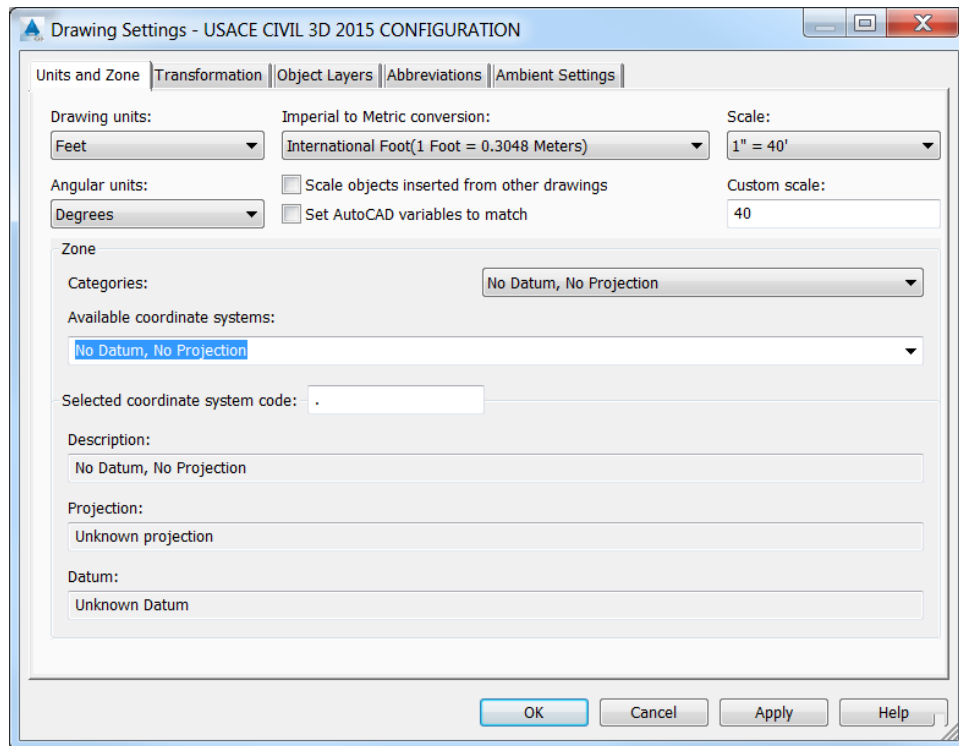 Drawing Settings - USACE CIVIL 3D 2015 CONFIGURATION
Units and Zone Transformation Object Layers Abbreviations Ambient Settings
Drawing units: Imperial to Metric conversion: Scale:
Feet International Foot(1 Foot = 0.3048 Meters) 1" = 40'
Angular units: Scale objects inserted from other drawings Custom scale:
Degrees Set AutoCAD variables to match 40
Zone
Categories: No Datum, No Projection
Available coordinate systems:
No Datum, No Projection
Selected coordinate system code: .
Description:
No Datum, No Projection
Projection:
Unknown projection
Datum:
Unknown Datum
OK Cancel Apply Help